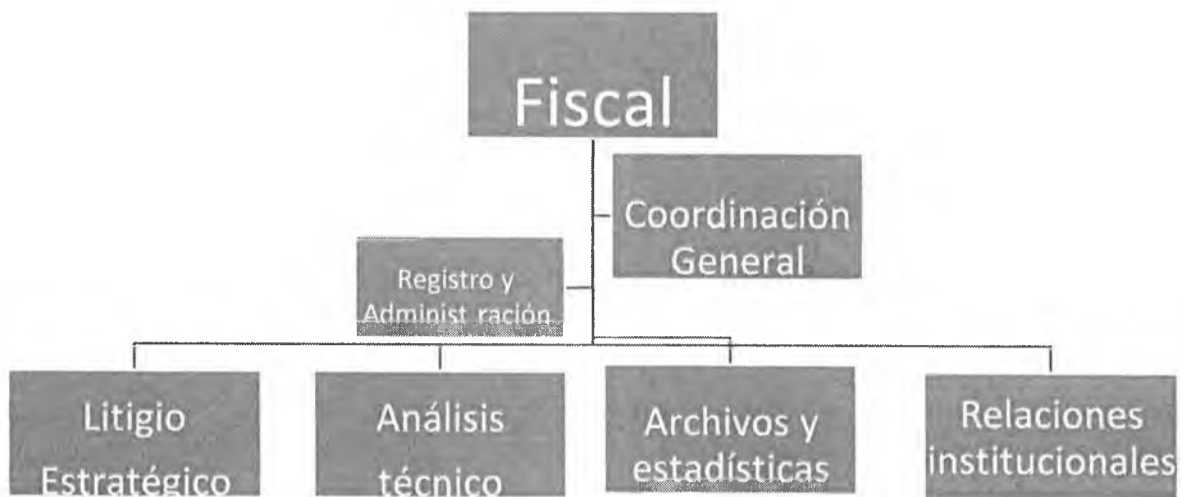 Fiscal
Coordinación
General
Registro y
Administ ración
Litigio
Estratégico
Análisis
técnico
Archivos y
estadísticas
Relaciones
institucionales